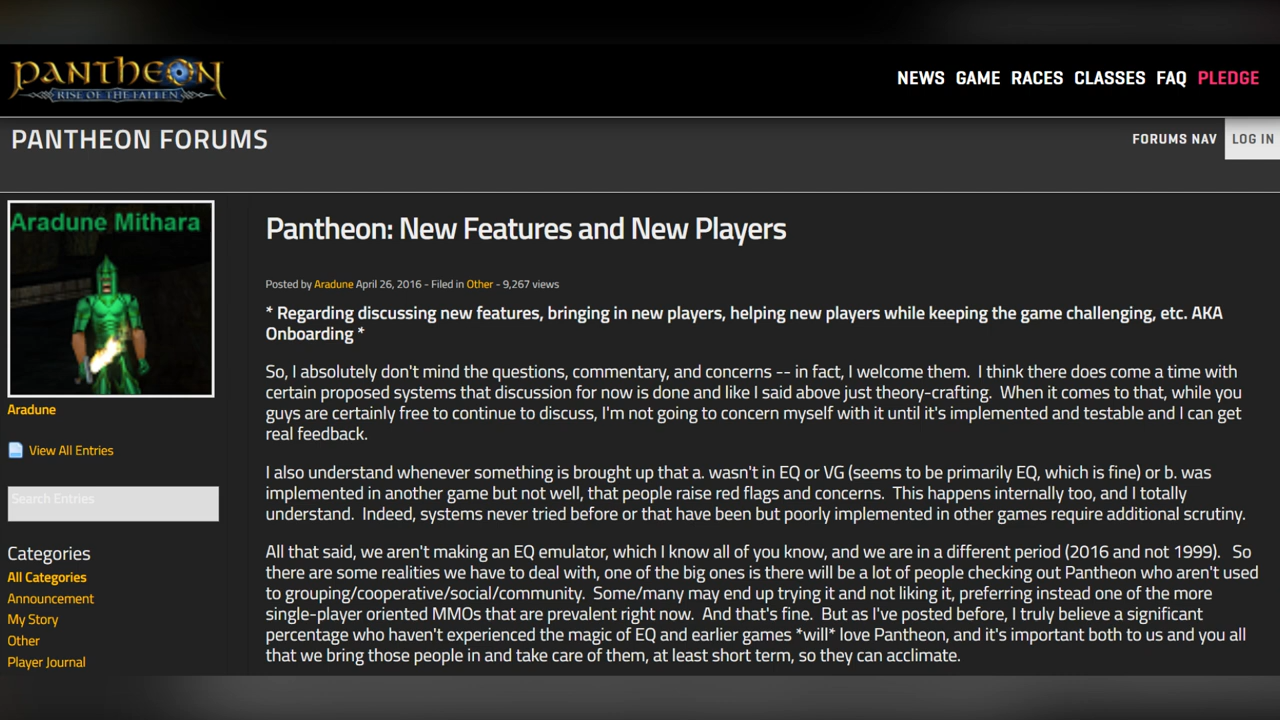 PANTHEON
RISE OF THE FALLEN
NEWS GAME RACES CLASSES FAQ PLEDGE
PANTHEON FORUMS
FORUMS NAV LOG IN
Aradune Mithara
Aradune
View All Entries
Search Entries
Categories
All Categories
Announcement
My Story
Other
Player Journal
Pantheon: New Features and New Players
Posted by Aradune April 26, 2016 - Filed in Other - 9,267 views
* Regarding discussing new features, bringing in new players, helping new players while keeping the game challenging, etc. AKA
Onboarding *
So, I absolutely don't mind the questions, commentary, and concerns -- in fact, I welcome them.  I think there does come a time with
certain proposed systems that discussion for now is done and like I said above just theory-crafting.  When it comes to that, while you
guys are certainly free to continue to discuss, I'm not going to concern myself with it until it's implemented and testable and I can get
real feedback.
I also understand whenever something is brought up that a. wasn't in EQ or VG (seems to be primarily EQ, which is fine) or b. was
implemented in another game but not well, that people raise red flags and concerns.  This happens internally too, and I totally
understand.  Indeed, systems never tried before or that have been but poorly implemented in other games require additional scrutiny.
All that said, we aren't making an EQ emulator, which I know all of you know, and we are in a different period (2016 and not 1999).   So
there are some realities we have to deal with, one of the big ones is there will be a lot of people checking out Pantheon who aren't used
to grouping/cooperative/social/community.  Some/many may end up trying it and not liking it, preferring instead one of the more
single-player oriented MMOs that are prevalent right now.  And that's fine.  But as I've posted before, I truly believe a significant
percentage who haven't experienced the magic of EQ and earlier games *will* love Pantheon, and it's important both to us and you all
that we bring those people in and take care of them, at least short term, so they can acclimate.